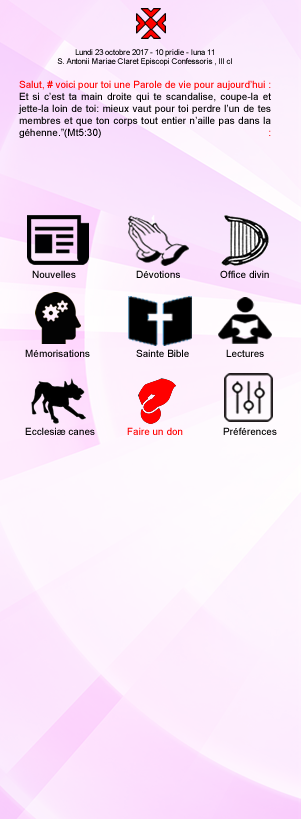 Lundi 23 octobre 2017 - 10 pridie - luna 11
S. Antonii Mariae Claret Episcopi Confessoris , III cl
Salut, # voici pour toi une Parole de vie pour aujourd'hui :
Et si c'est ta main droite qui te scandalise, coupe-la et
jette-la loin de toi: mieux vaut pour toi perdre l'un de tes
membres et que ton corps tout entier n'aille pas dans la
géhenne."(Mt5:30) :
Nouvelles Dévotions Office divin
Mémorisations Sainte Bible Lectures
Ecclesiæ canes Faire un don Préférences